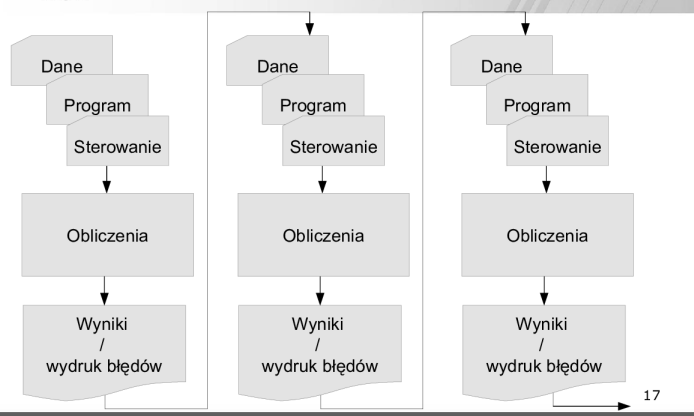 Dane
Program
Sterowanie
Obliczenia
Wyniki
/
wydruk błędów
Dane
Program
Sterowanie
Obliczenia
Wyniki
/
wydruk błędów
Dane
Program
Sterowanie
Obliczenia
Wyniki
/
wydruk błędów
17